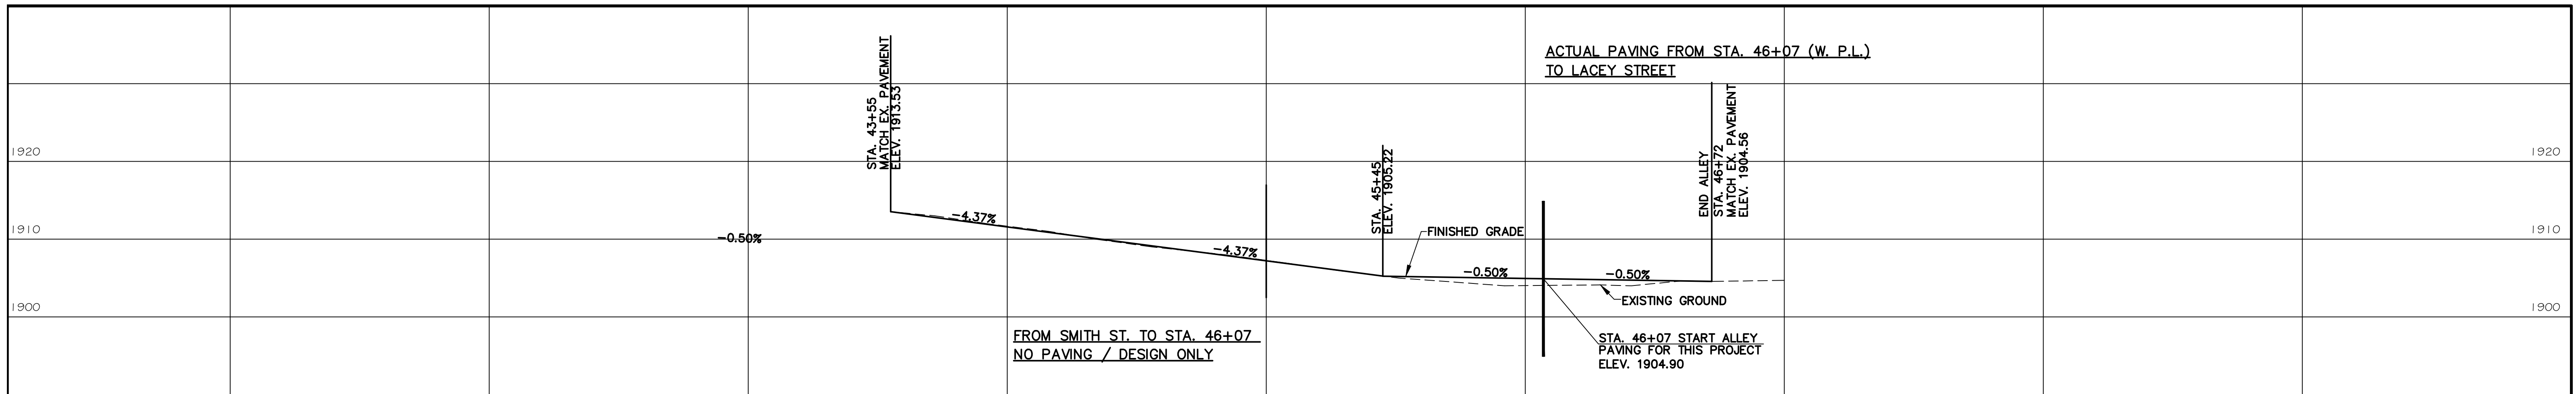 ACTUAL PAVING FROM STA. 46+07 (W. P.L.)
TO LACEY STREET
STA. 43+55
MATCH EX. PAVEMENT
ELEV. 1913.53
STA. 45+45
ELEV. 1905.22
END ALLEY
STA. 46+72
MATCH EX. PAVEMENT
ELEV. 1904.56
1920
1920
-4.37%
1910
-0.50%
-4.37%
FINISHED GRADE
1910
-0.50%
-0.50%
EXISTING GROUND
1900
1900
FROM SMITH ST. TO STA. 46+07
NO PAVING / DESIGN ONLY
STA. 46+07 START ALLEY
PAVING FOR THIS PROJECT
ELEV. 1904.90